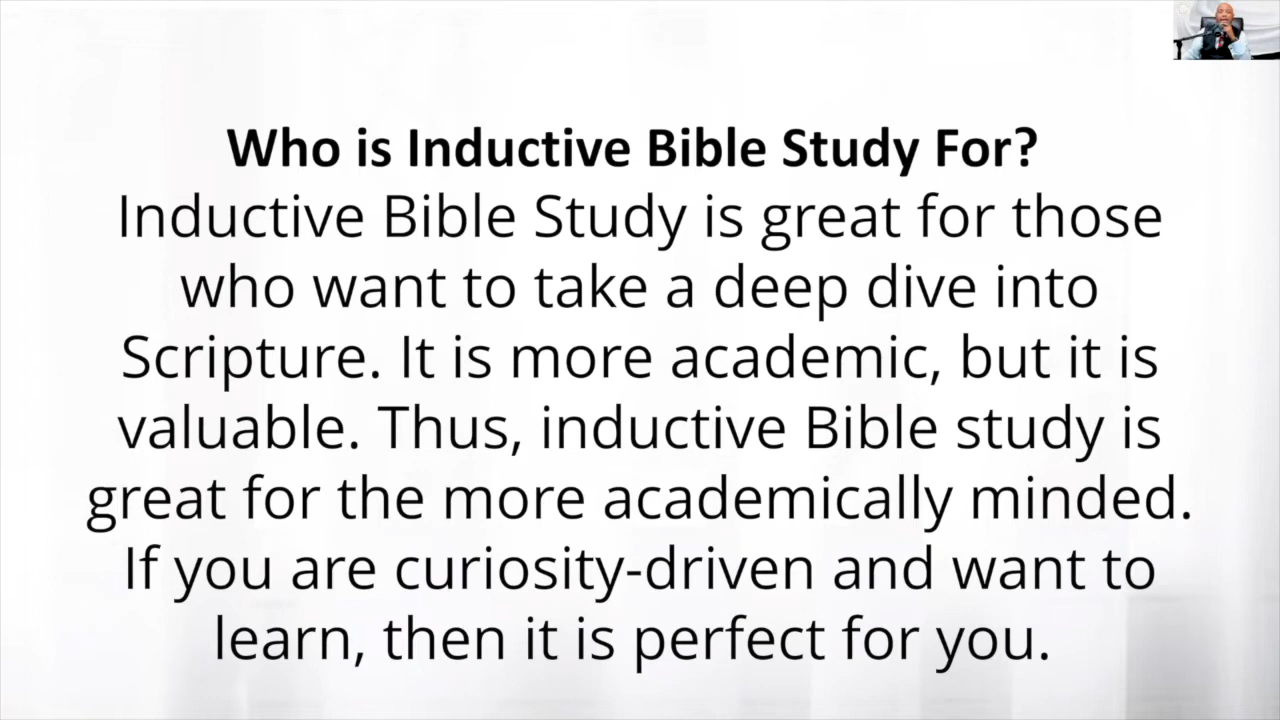 Who is Inductive Bible Study For?
Inductive Bible Study is great for those
who want to take a deep dive into
Scripture. It is more academic, but it is
valuable. Thus, inductive Bible study is
great for the more academically minded.
If you are curiosity-driven and want to
learn, then it is perfect for you.